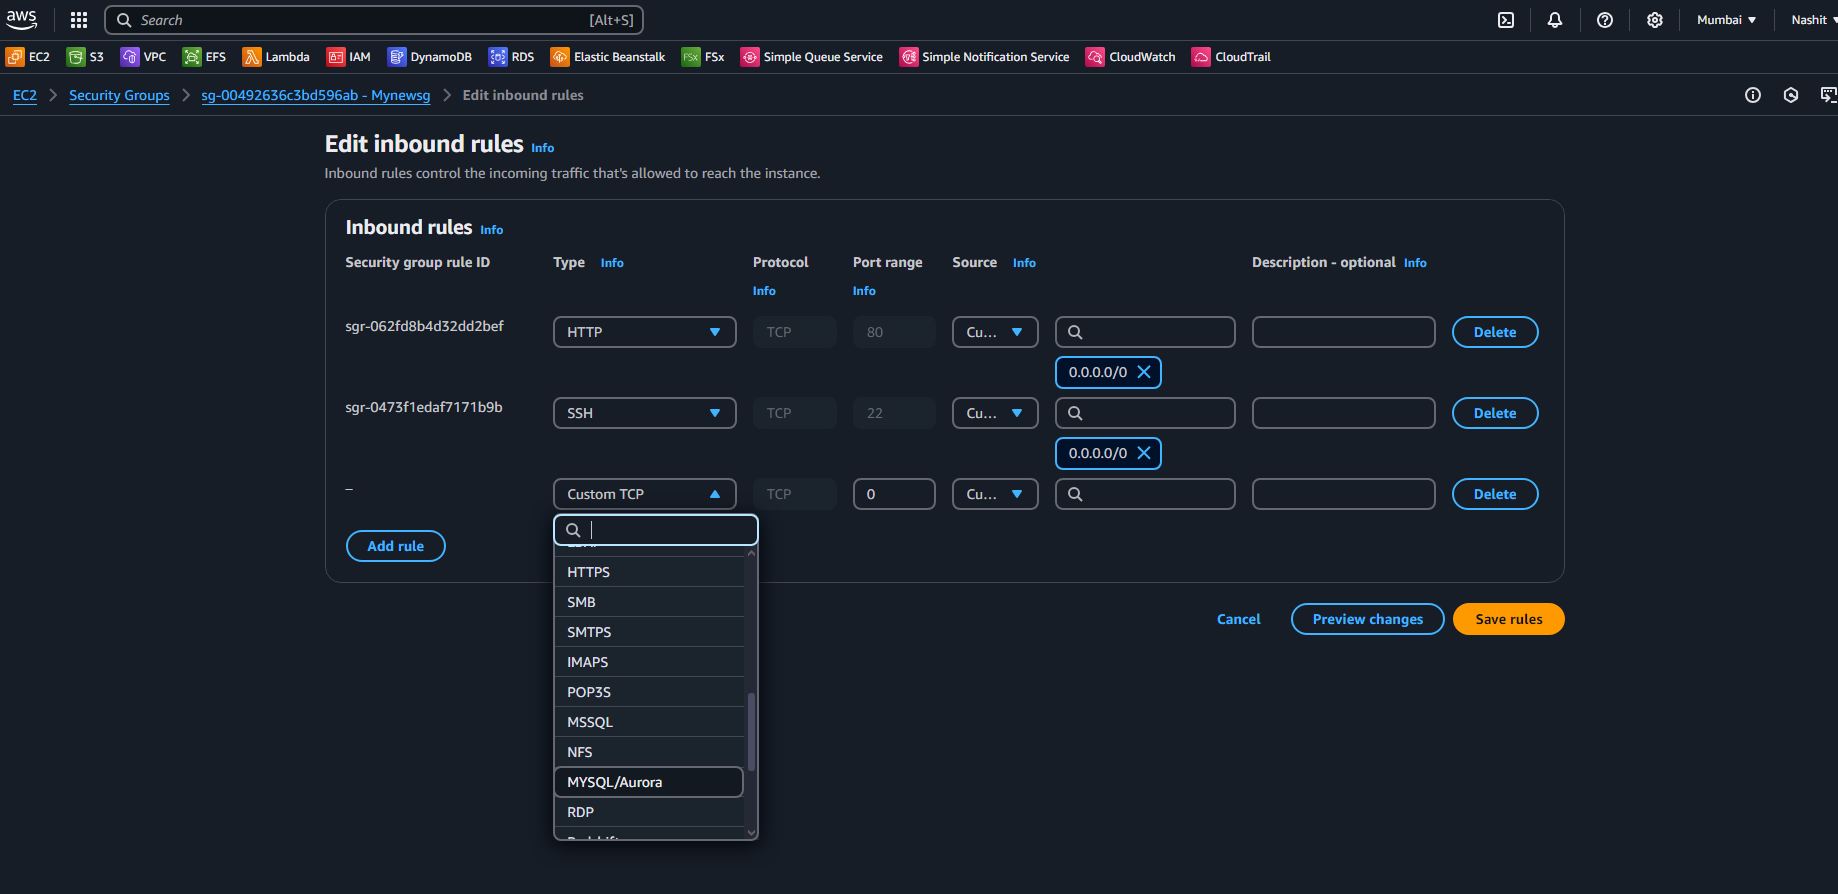 aws Search [Alt+S] Mumbai Nashit
EC2 S3 VPC EFS Lambda IAM DynamoDB RDS Elastic Beanstalk FSx FSx Simple Queue Service Simple Notification Service CloudWatch CloudTrail
EC2 Security Groups sg-00492636c3bd596ab - Mynewsg Edit inbound rules
Edit inbound rules Info
Inbound rules control the incoming traffic that's allowed to reach the instance.
Inbound rules Info
Security group rule ID Type Info Protocol Port range Source Info Description - optional Info
Info Info
sgr-062fd8b4d32dd2bef HTTP TCP 80 Cu... Delete
0.0.0.0/0
sgr-0473f1edaf7171b9b SSH TCP 22 Cu... Delete
0.0.0.0/0
– Custom TCP TCP 0 Cu... Delete
Add rule
HTTPS
SMB
SMTPS
IMAPS
POP3S
MSSQL
NFS
MYSQL/Aurora
RDP
Cancel Preview changes Save rules